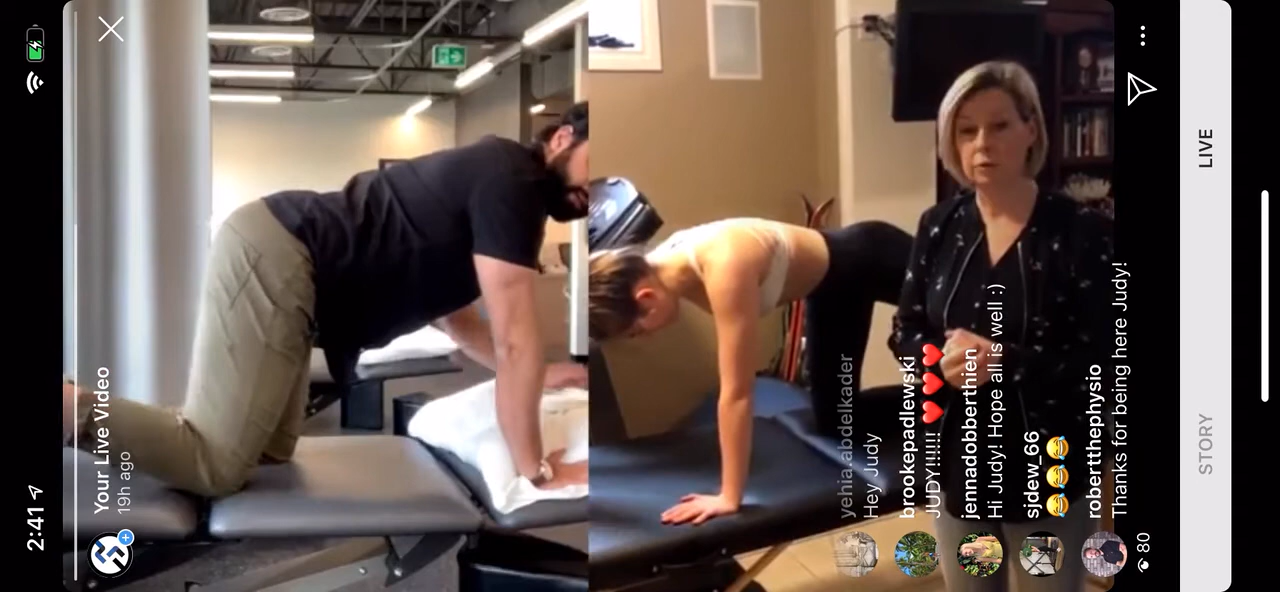 2:41
Your Live Video
19h ago
yehia.abdelkader
Hey Judy
brookepadlewski
JUDY!!!!!! ❤️❤️❤️
jennadobberthien
Hi Judy! Hope all is well :)
sjdew_66
😂😂😂
robertthephysio
Thanks for being here Judy!
80
STORY
LIVE